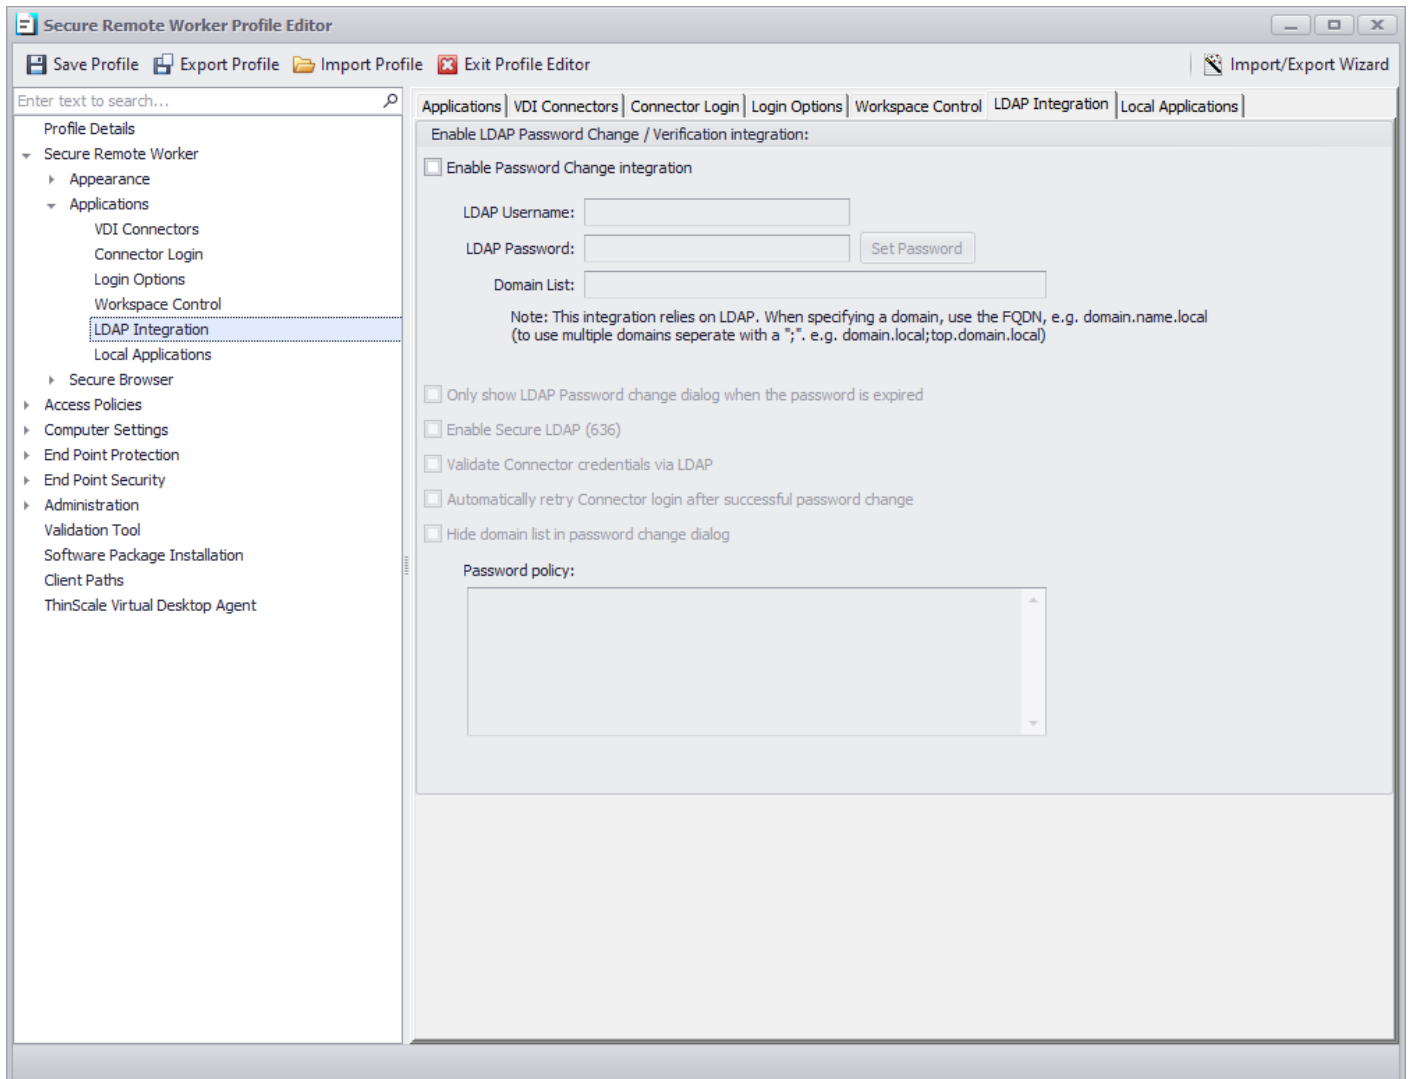 Secure Remote Worker Profile Editor
Save Profile Export Profile Import Profile Exit Profile Editor Import/Export Wizard
Enter text to search...
Profile Details
Secure Remote Worker
Appearance
Applications
VDI Connectors
Connector Login
Login Options
Workspace Control
LDAP Integration
Local Applications
Secure Browser
Access Policies
Computer Settings
End Point Protection
End Point Security
Administration
Validation Tool
Software Package Installation
Client Paths
ThinScale Virtual Desktop Agent
Applications VDI Connectors Connector Login Login Options Workspace Control LDAP Integration Local Applications
Enable LDAP Password Change / Verification integration:
Enable Password Change integration
LDAP Username:
LDAP Password: Set Password
Domain List:
Note: This integration relies on LDAP. When specifying a domain, use the FQDN, e.g. domain.name.local
(to use multiple domains seperate with a ";". e.g. domain.local;top.domain.local)
Only show LDAP Password change dialog when the password is expired
Enable Secure LDAP (636)
Validate Connector credentials via LDAP
Automatically retry Connector login after successful password change
Hide domain list in password change dialog
Password policy: